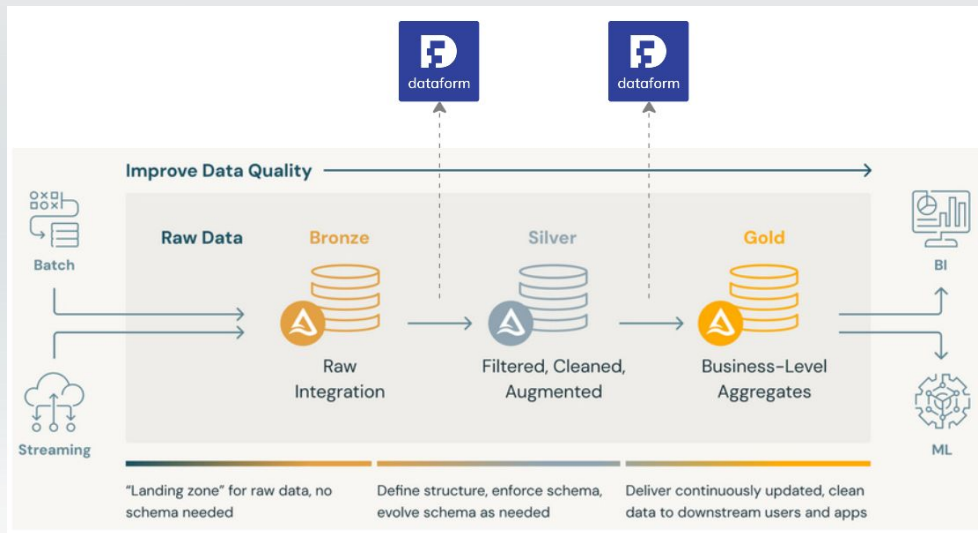 dataform
dataform
Improve Data Quality
Raw Data
Bronze
Silver
Gold
Batch
BI
Raw
Integration
Filtered, Cleaned,
Augmented
Business-Level
Aggregates
Streaming
ML
“Landing zone” for raw data, no
schema needed
Define structure, enforce schema,
evolve schema as needed
Deliver continuously updated, clean
data to downstream users and apps